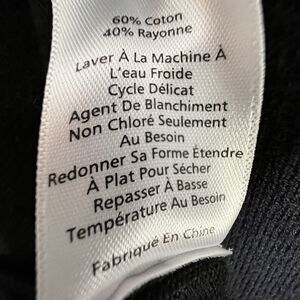 60% Coton
40% Rayonne
Laver À La Machine À
L'eau Froide
Cycle Délicat
Agent De Blanchiment
Non Chloré Seulement
Au Besoin
Redonner Sa Forme Étendre
À Plat Pour Sécher
Repasser À Basse
Température Au Besoin
Fabriqué En Chine